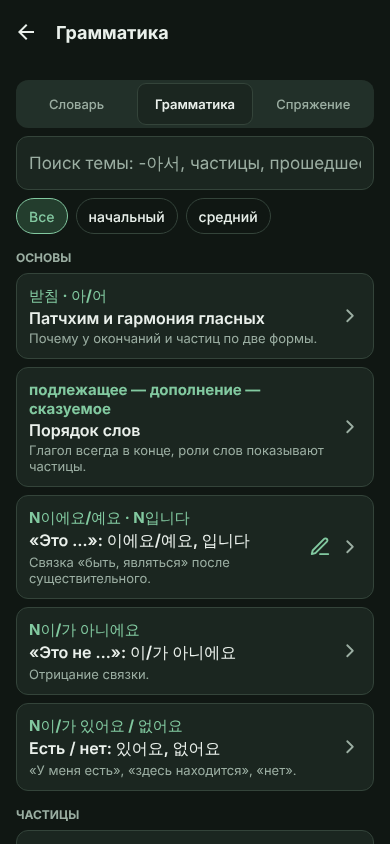 Грамматика
Словарь
Грамматика
Спряжение
Поиск темы: -아서, частицы, прошедшее
Все
начальный
средний
ОСНОВЫ
받침 · 아/어
Патчхим и гармония гласных
Почему у окончаний и частиц по две формы.
подлежащее — дополнение —
сказуемое
Порядок слов
Глагол всегда в конце, роли слов показывают
частицы.
N이에요/예요 · N입니다
«Это …»: 이에요/예요, 입니다
Связка «быть, являться» после
существительного.
N이/가 아니에요
«Это не …»: 이/가 아니에요
Отрицание связки.
N이/가 있어요 / 없어요
Есть / нет: 있어요, 없어요
«У меня есть», «здесь находится», «нет».
ЧАСТИЦЫ